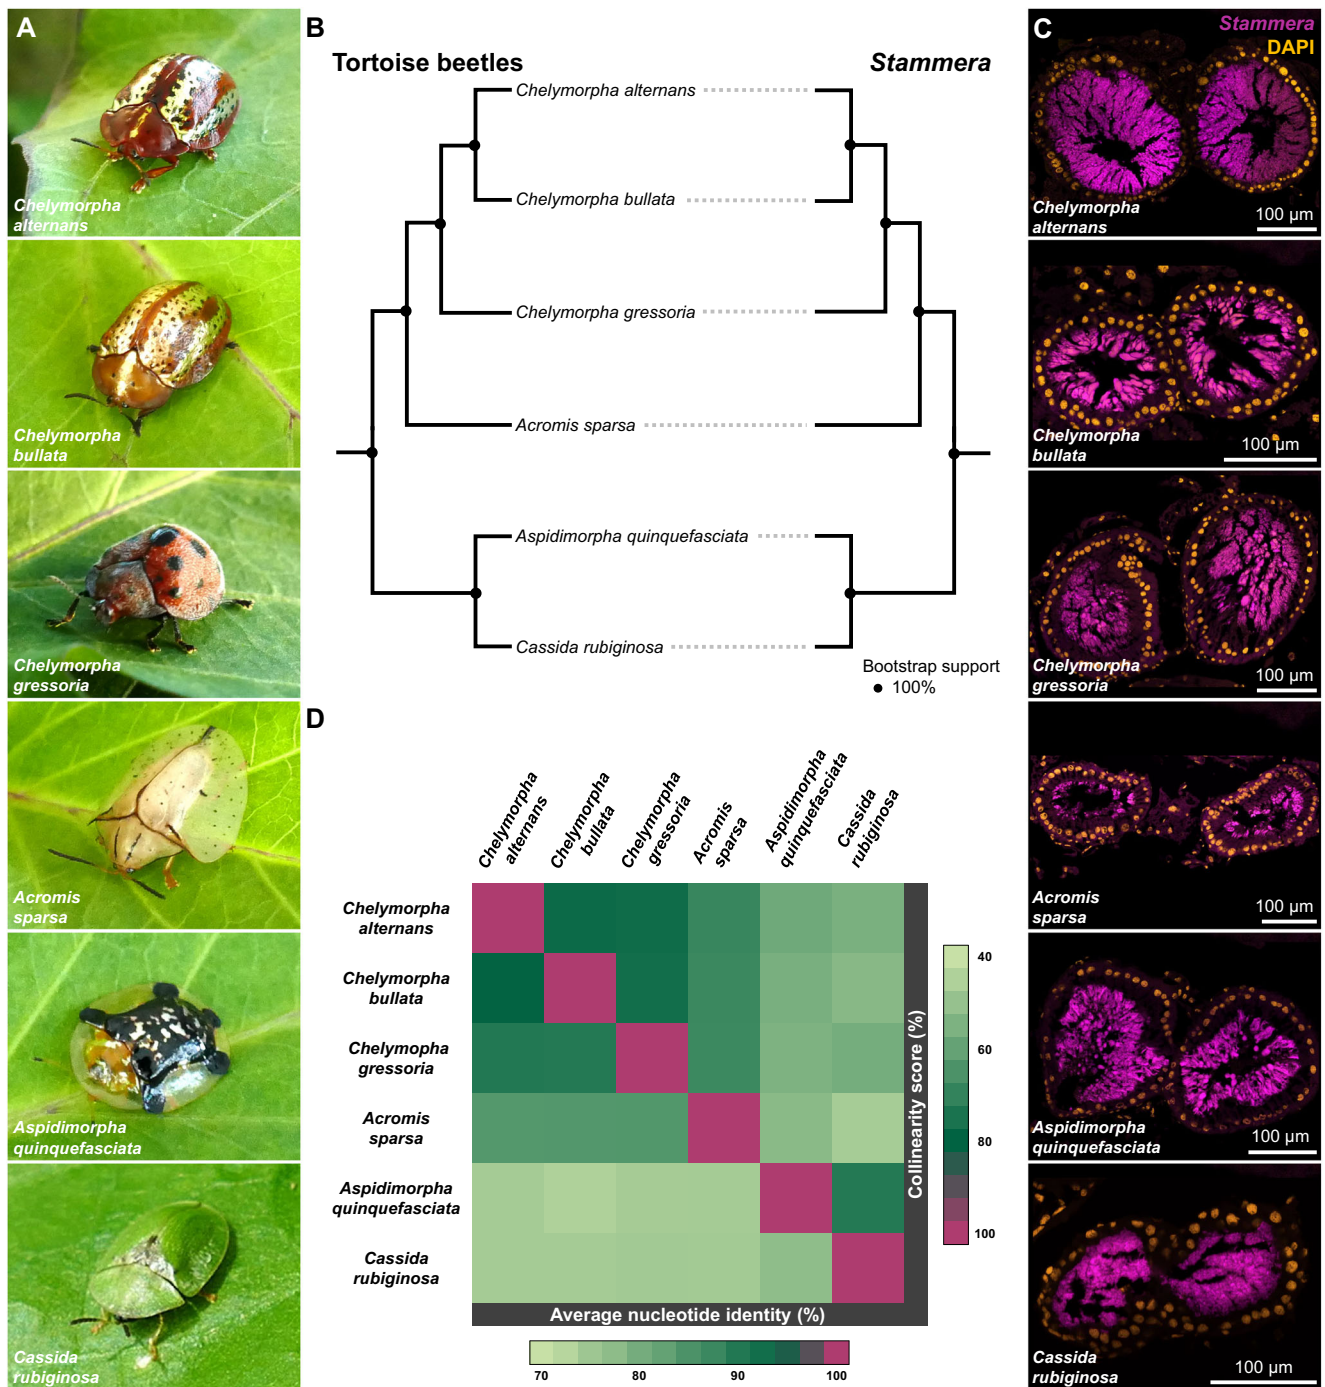 A
Chelymorpha
alternans
Chelymorpha
bullata
Chelymorpha
gressoria
Acromis
sparsa
Aspidimorpha
quinquefasciata
Cassida
rubiginosa
B
Tortoise beetles
Stammera
Chelymorpha alternans
Chelymorpha bullata
Chelymorpha gressoria
Acromis sparsa
Aspidimorpha quinquefasciata
Cassida rubiginosa
Bootstrap support
100%
C
Stammera
DAPI
Chelymorpha
alternans
100 µm
Chelymorpha
bullata
100 µm
Chelymorpha
gressoria
100 µm
Acromis
sparsa
100 µm
Aspidimorpha
quinquefasciata
100 µm
Cassida
rubiginosa
100 µm
D
Chelymorpha
alternans
Chelymorpha
bullata
Chelymorpha
gressoria
Acromis
sparsa
Aspidimorpha
quinquefasciata
Cassida
rubiginosa
Chelymorpha
alternans
Chelymorpha
bullata
Chelymopha
gressoria
Acromis
sparsa
Aspidimorpha
quinquefasciata
Cassida
rubiginosa
Collinearity score (%)
40
60
80
100
Average nucleotide identity (%)
70 80 90 100